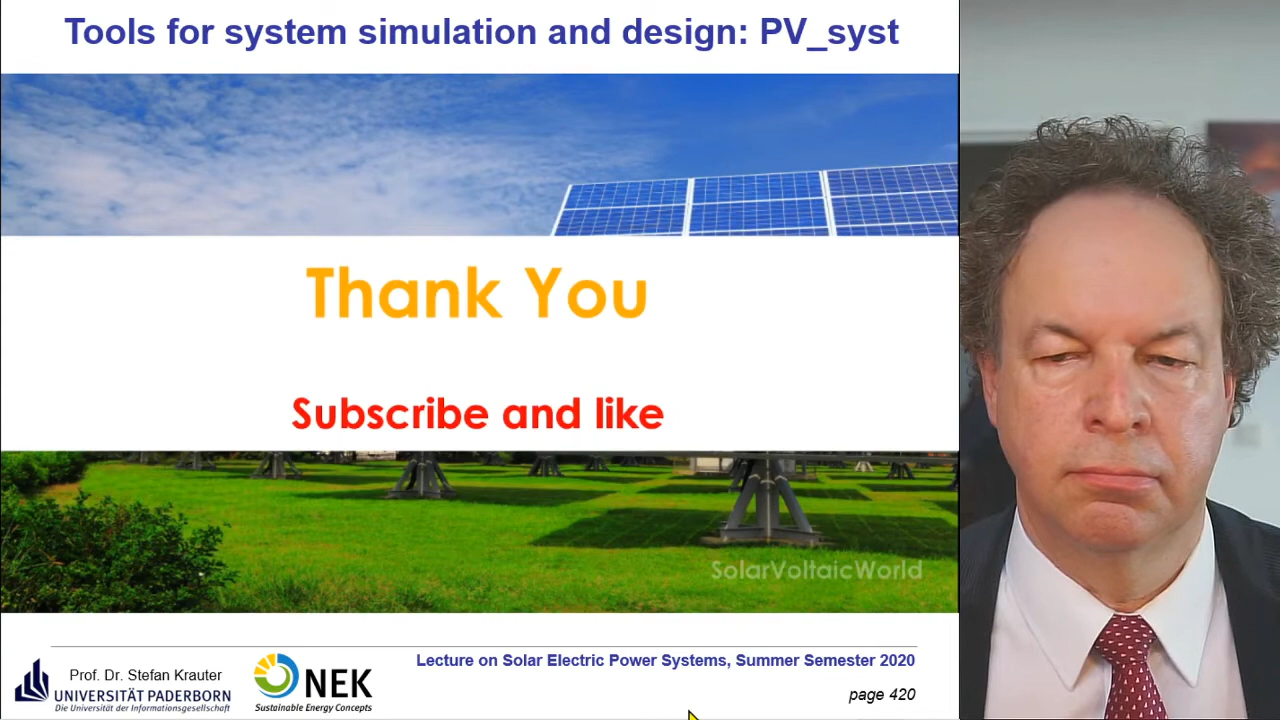 Tools for system simulation and design: PV_syst
Thank You
Subscribe and like
SolarVoltaicWorld
Prof. Dr. Stefan Krauter
UNIVERSITÄT PADERBORN
Die Universität der Informationsgesellschaft
NEK
Sustainable Energy Concepts
Lecture on Solar Electric Power Systems, Summer Semester 2020
page 420